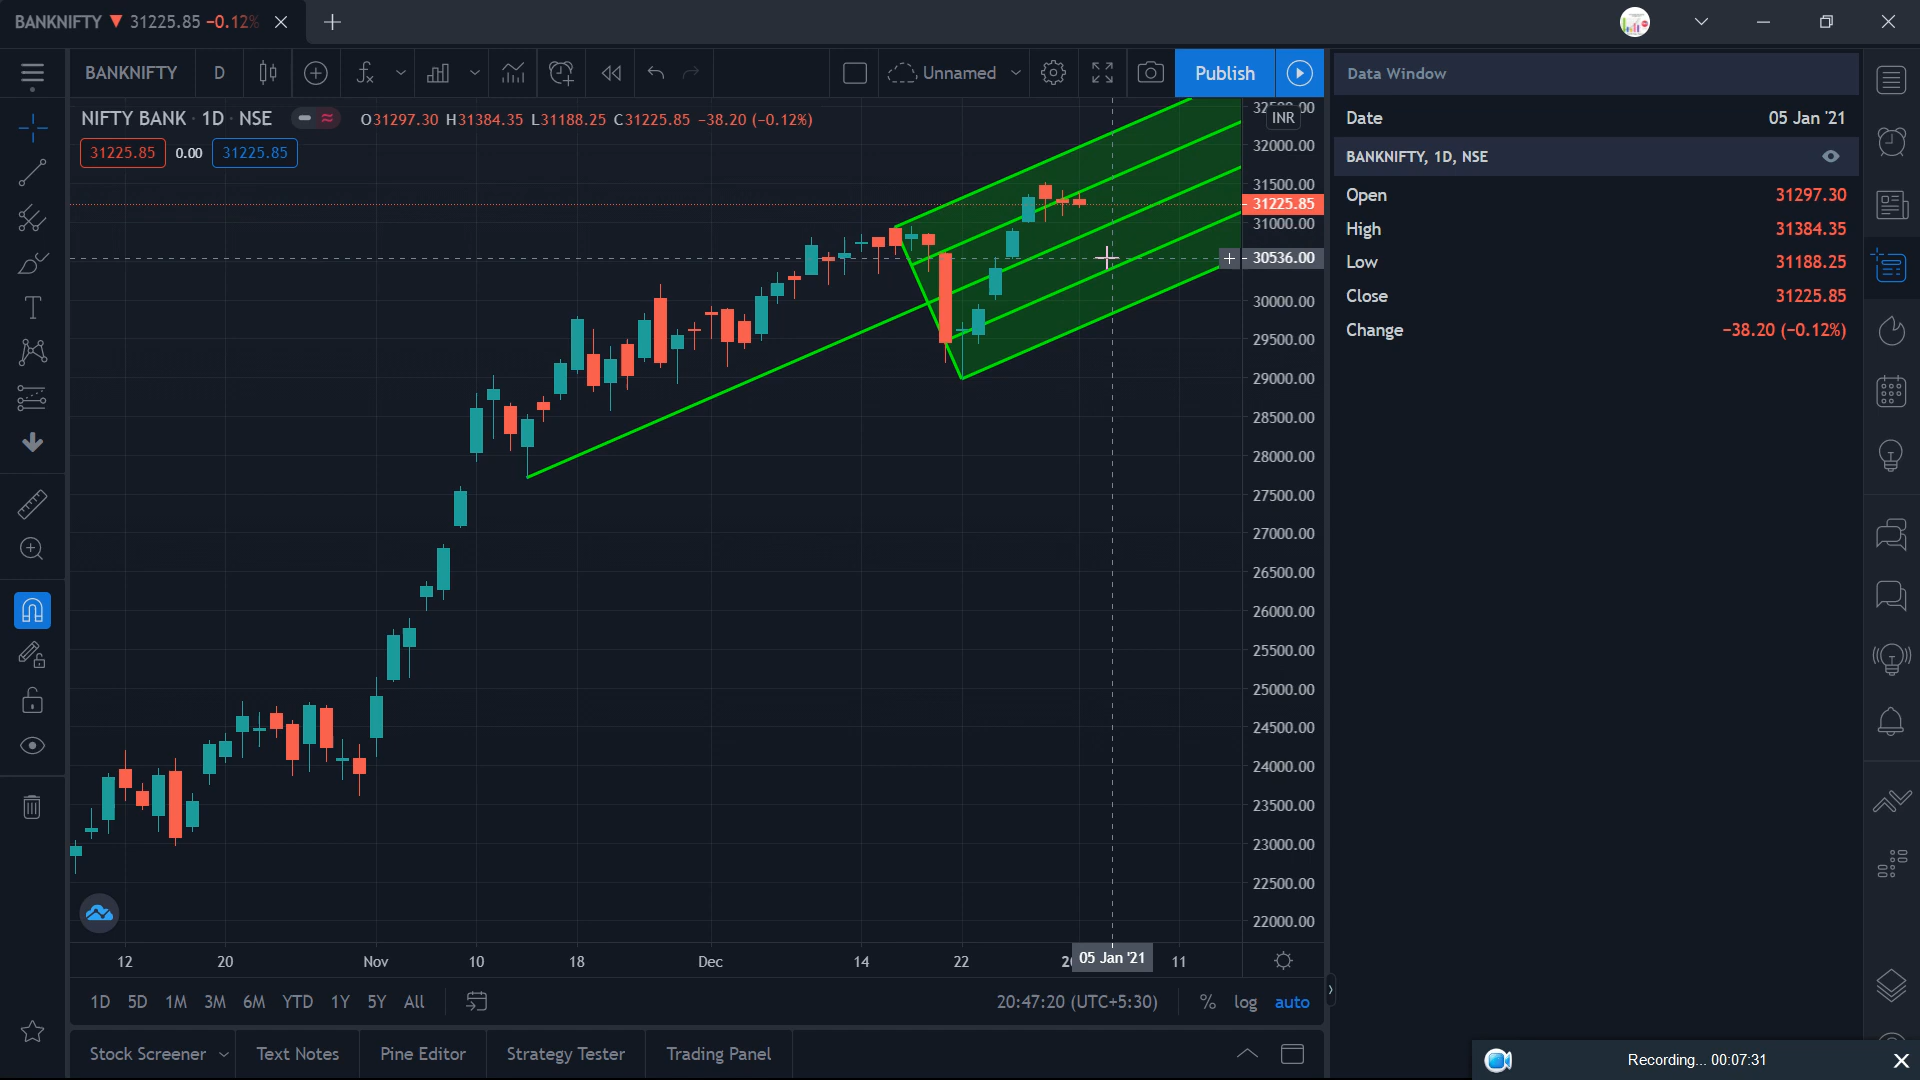 BANKNIFTY ▼ 31225.85 −0.12%
BANKNIFTY D
Unnamed
Publish
NIFTY BANK · 1D · NSE
O31297.30 H31384.35 L31188.25 C31225.85 −38.20 (−0.12%)
31225.85 0.00 31225.85
INR
32500.00
32000.00
31500.00
31225.85
31000.00
30536.00
30000.00
29500.00
29000.00
28500.00
28000.00
27500.00
27000.00
26500.00
26000.00
25500.00
25000.00
24500.00
24000.00
23500.00
23000.00
22500.00
22000.00
12 20 Nov 10 18 Dec 14 22 05 Jan '21 11
1D 5D 1M 3M 6M YTD 1Y 5Y All
20:47:20 (UTC+5:30) % log auto
Stock Screener Text Notes Pine Editor Strategy Tester Trading Panel
Data Window
Date 05 Jan '21
BANKNIFTY, 1D, NSE
Open 31297.30
High 31384.35
Low 31188.25
Close 31225.85
Change −38.20 (−0.12%)
Recording... 00:07:31